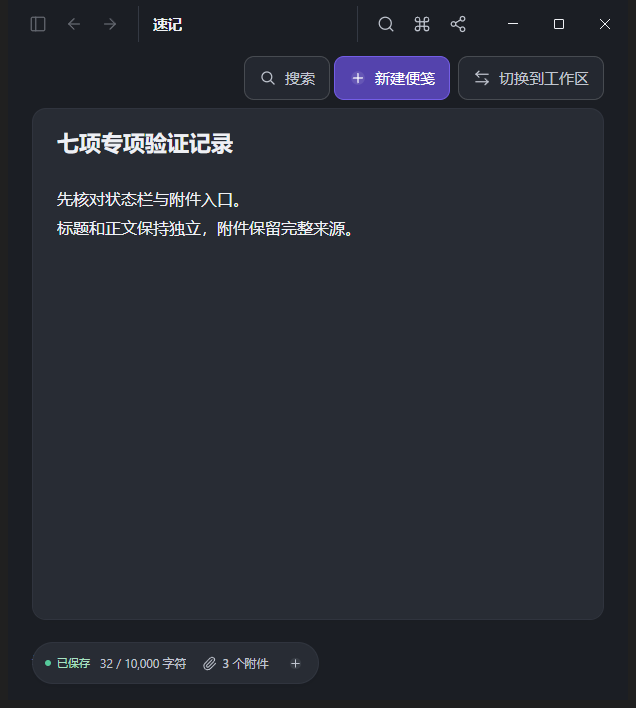 速记
搜索
新建便笺
切换到工作区
七项专项验证记录
先核对状态栏与附件入口。
标题和正文保持独立，附件保留完整来源。
已保存 32 / 10,000 字符 3 个附件